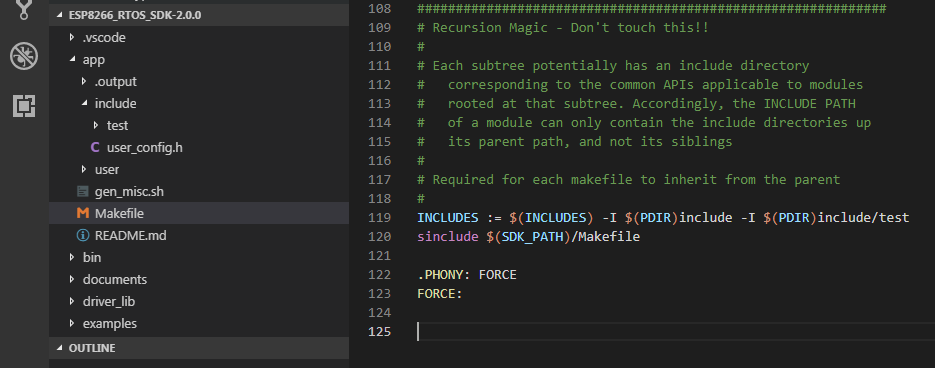 ESP8266_RTOS_SDK-2.0.0
.vscode
app
.output
include
test
C user_config.h
user
gen_misc.sh
M Makefile
README.md
bin
documents
driver_lib
examples
OUTLINE
108 ############################################################
109 # Recursion Magic - Don't touch this!!
110 #
111 # Each subtree potentially has an include directory
112 #   corresponding to the common APIs applicable to modules
113 #   rooted at that subtree. Accordingly, the INCLUDE PATH
114 #   of a module can only contain the include directories up
115 #   its parent path, and not its siblings
116 #
117 # Required for each makefile to inherit from the parent
118 #
119 INCLUDES := $(INCLUDES) -I $(PDIR)include -I $(PDIR)include/test
120 sinclude $(SDK_PATH)/Makefile
121
122 .PHONY: FORCE
123 FORCE:
124
125